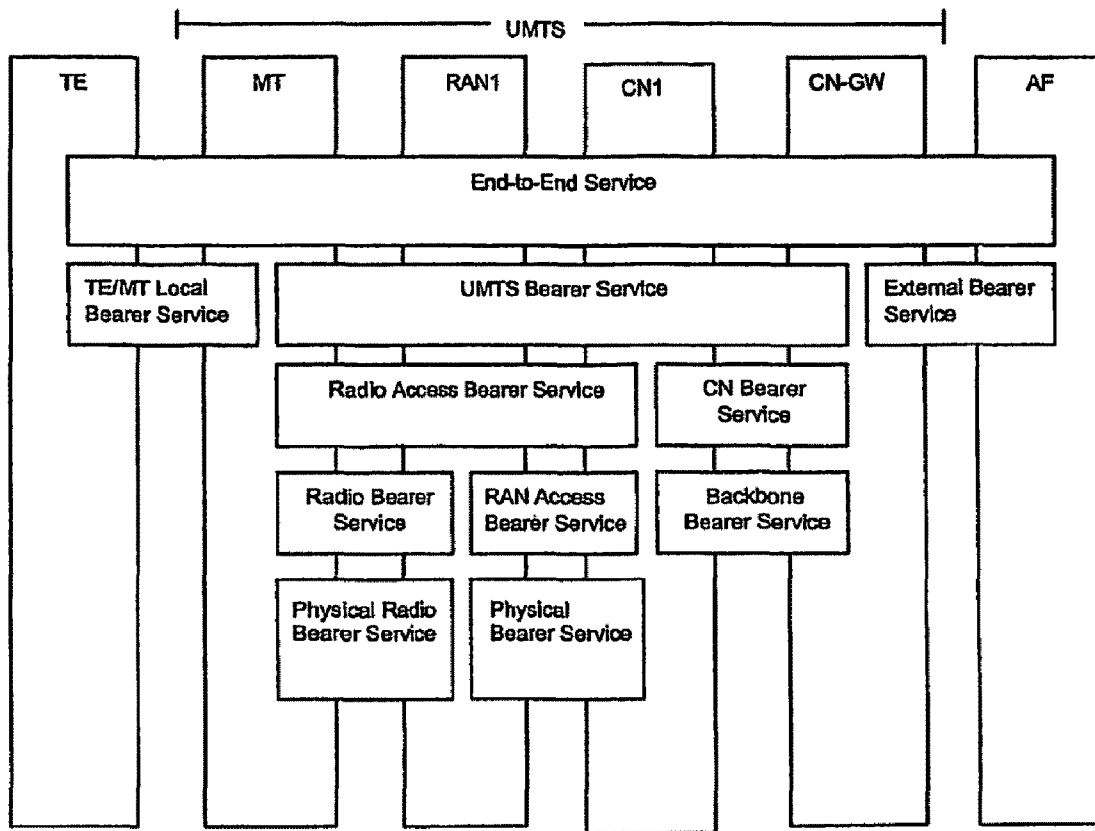 UMTS
TE
MT
RAN1
CN1
CN-GW
AF
End-to-End Service
TE/MT Local
Bearer Service
UMTS Bearer Service
External Bearer
Service
Radio Access Bearer Service
CN Bearer
Service
Radio Bearer
Service
RAN Access
Bearer Service
Backbone
Bearer Service
Physical Radio
Bearer Service
Physical
Bearer Service